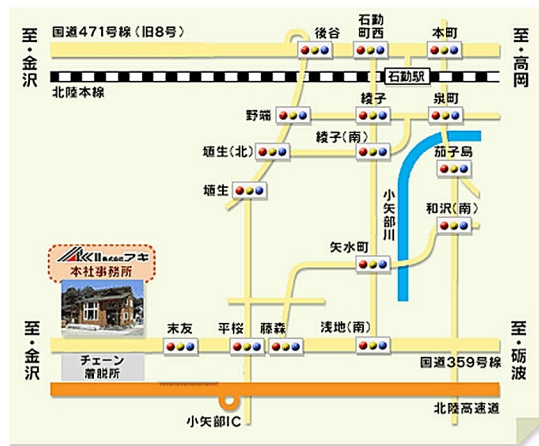 国道471号線(旧8号)
後谷
石動
町西
本町
至・金沢
至・高岡
石動駅
北陸本線
野端
綾子
泉町
埴生(北)
綾子(南)
茄子島
埴生
小矢部川
和沢(南)
矢水町
株式会社アキ
本社事務所
至・金沢
末友
平桜
藤森
浅地(南)
至・砺波
チェーン
着脱所
国道359号線
北陸高速道
小矢部IC